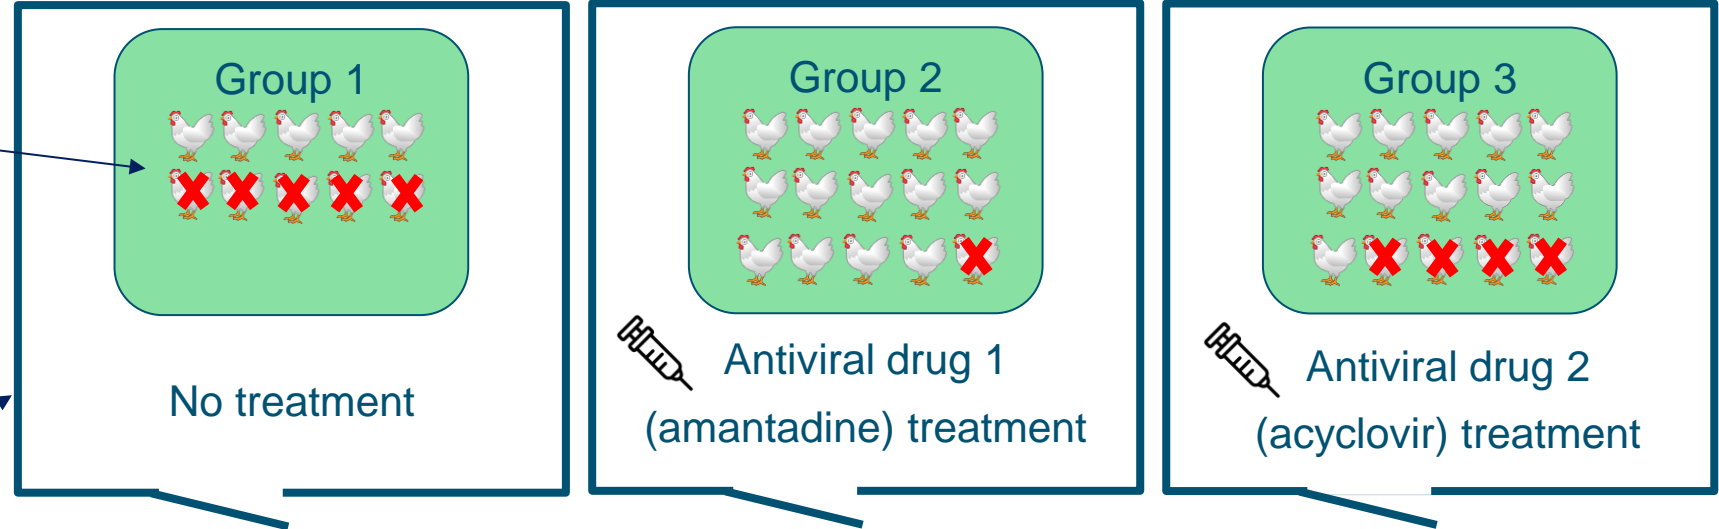 Group 1
No treatment
Group 2
Antiviral drug 1
(amantadine) treatment
Group 3
Antiviral drug 2
(acyclovir) treatment